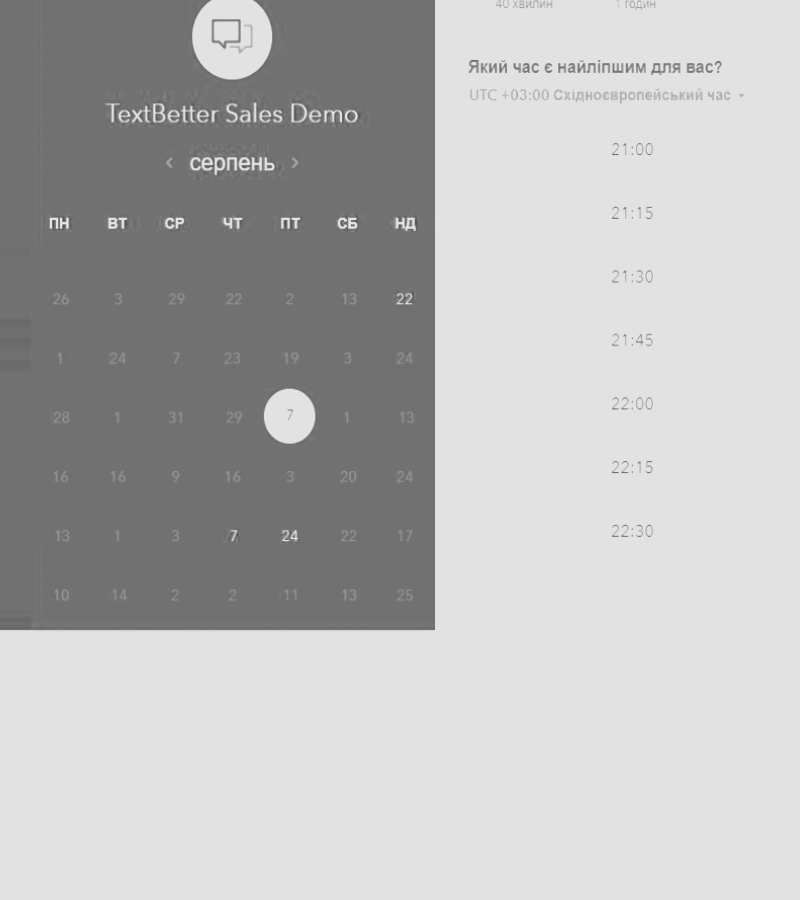 40 хвилин 1 годин
TextBetter Sales Demo
серпень
ПН ВТ СР ЧТ ПТ СБ НД
26 3 29 22 2 13 22
1 24 7 23 19 3 24
28 1 31 29 7 1 13
16 16 9 16 3 20 24
13 1 3 7 24 22 17
10 14 2 2 11 13 25
Який час є найліпшим для вас?
UTC +03:00 Східноєвропейський час
21:00
21:15
21:30
21:45
22:00
22:15
22:30